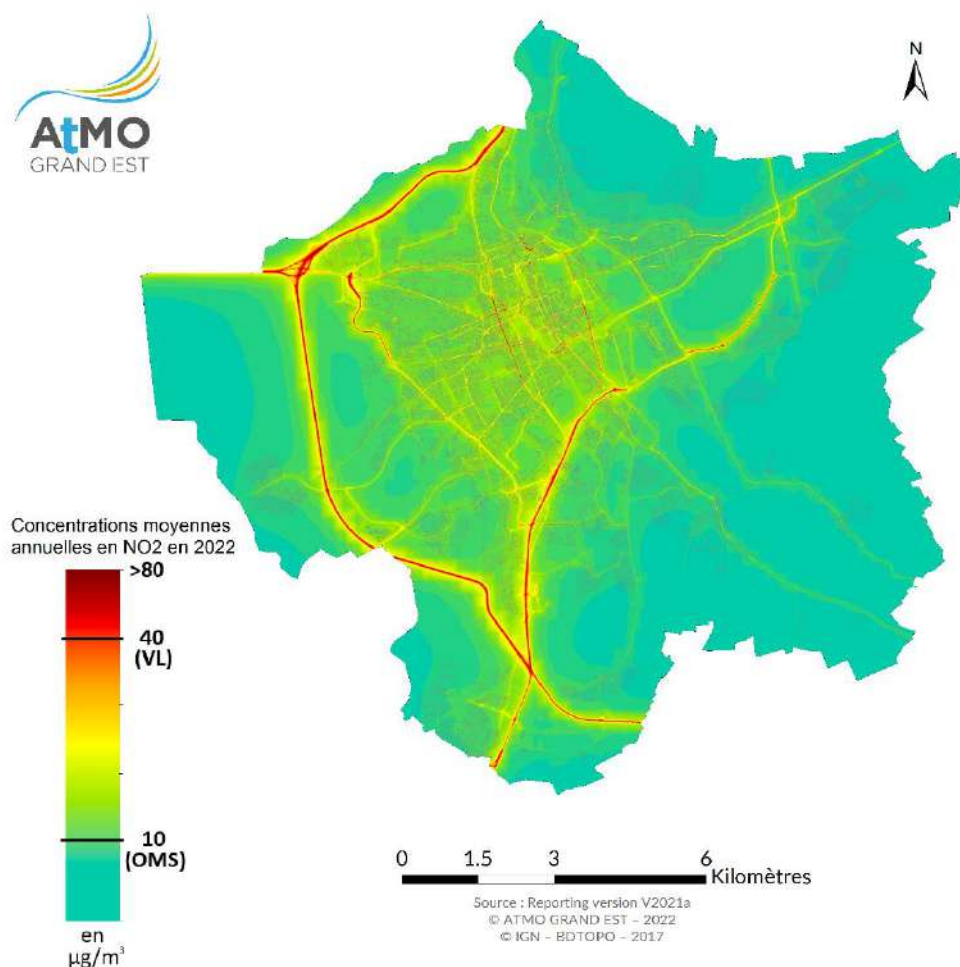 AtMO
GRAND EST
N
Concentrations moyennes
annuelles en NO2 en 2022
>80
40
(VL)
10
(OMS)
en
µg/m³
0 1.5 3 6
Kilomètres
Source : Reporting version V2021a
© ATMO GRAND EST – 2022
© IGN – BDTOPO – 2017